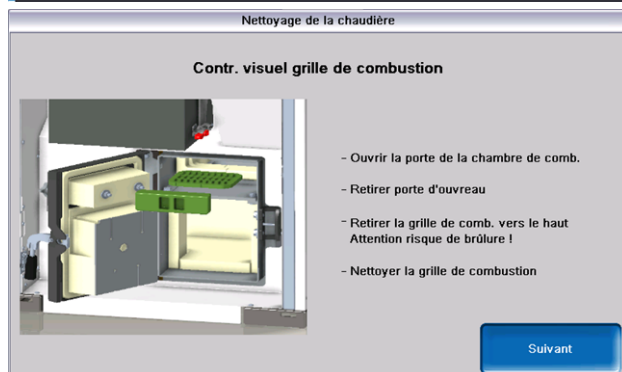 Nettoyage de la chaudière
Contr. visuel grille de combustion
- Ouvrir la porte de la chambre de comb.
- Retirer porte d'ouvreau
- Retirer la grille de comb. vers le haut
Attention risque de brûlure !
- Nettoyer la grille de combustion
Suivant